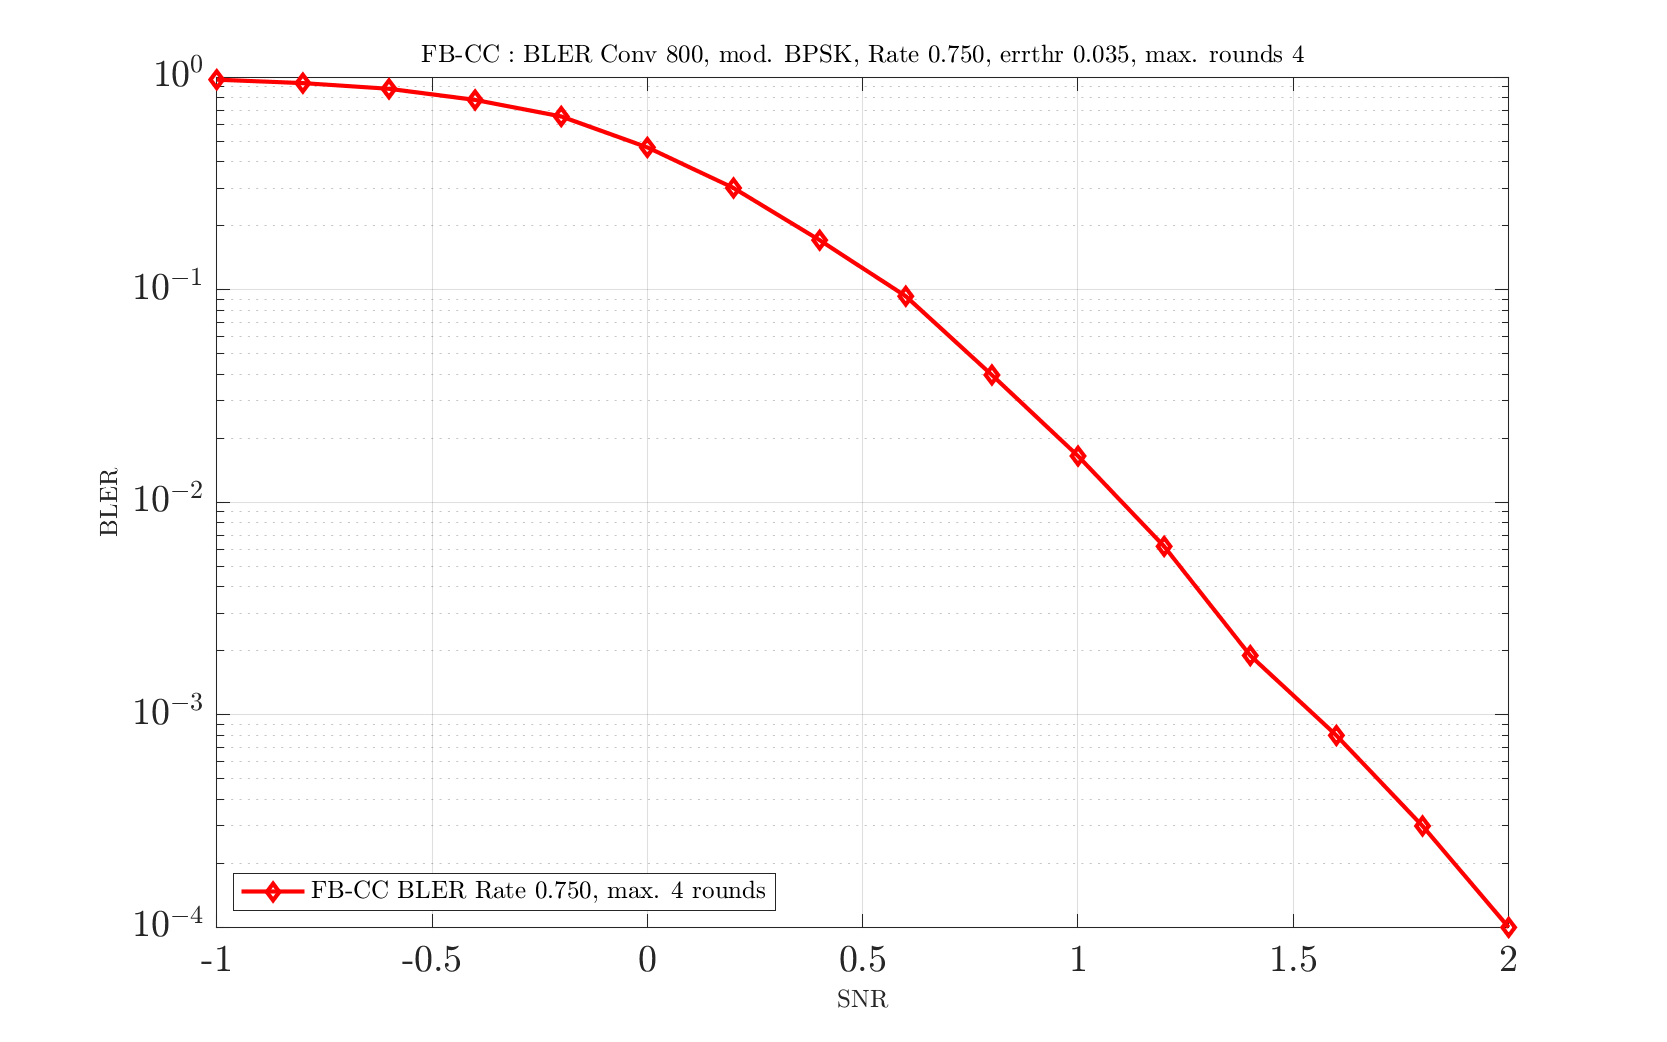 FB-CC : BLER Conv 800, mod. BPSK, Rate 0.750, errthr 0.035, max. rounds 4
10^0
10^-1
10^-2
10^-3
10^-4
BLER
FB-CC BLER Rate 0.750, max. 4 rounds
-1 -0.5 0 0.5 1 1.5 2
SNR